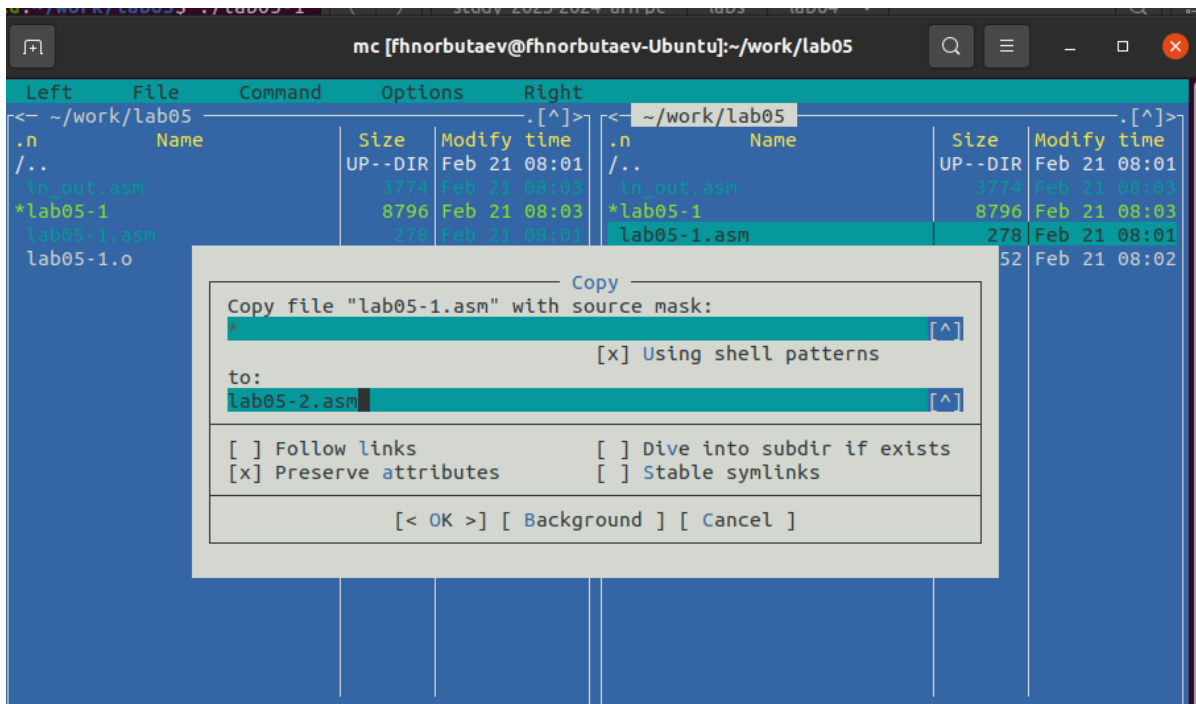 mc [fhnorbutaev@fhnorbutaev-Ubuntu]:~/work/lab05
Left File Command Options Right
<─ ~/work/lab05 .[^]> <─ ~/work/lab05 .[^]>
.n Name Size Modify time .n Name Size Modify time
/.. UP--DIR Feb 21 08:01 /.. UP--DIR Feb 21 08:01
in_out.asm 3774 Feb 21 08:03 in_out.asm 3774 Feb 21 08:03
*lab05-1 8796 Feb 21 08:03 *lab05-1 8796 Feb 21 08:03
lab05-1.asm 278 Feb 21 08:01 lab05-1.asm 278 Feb 21 08:01
lab05-1.o 52 Feb 21 08:02
Copy
Copy file "lab05-1.asm" with source mask:
* [^]
[x] Using shell patterns
to:
lab05-2.asm [^]
[ ] Follow links [ ] Dive into subdir if exists
[x] Preserve attributes [ ] Stable symlinks
[< OK >] [ Background ] [ Cancel ]